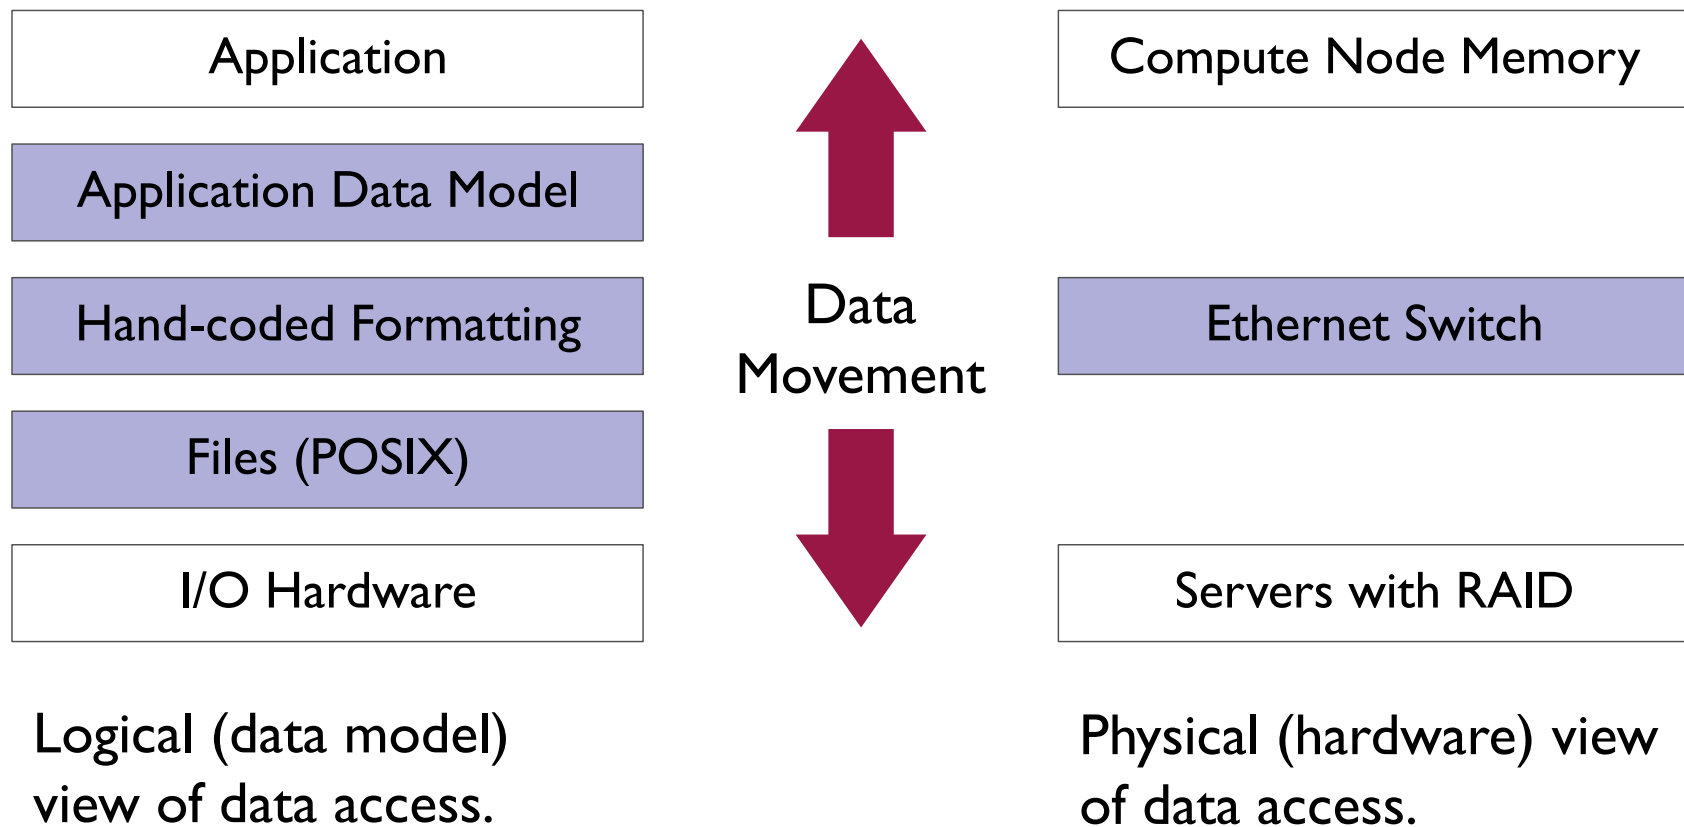 Application
Application Data Model
Hand-coded Formatting
Files (POSIX)
I/O Hardware
Logical (data model)
view of data access.
Data
Movement
Compute Node Memory
Ethernet Switch
Servers with RAID
Physical (hardware) view
of data access.